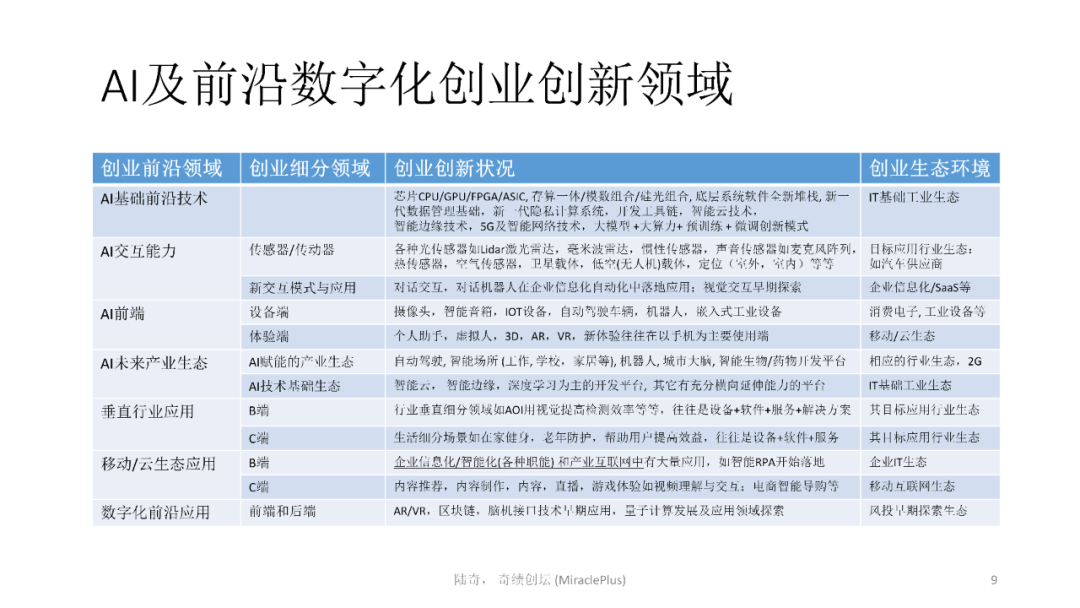 AI及前沿数字化创业创新领域
创业前沿领域 创业细分领域 创业创新状况 创业生态环境
AI基础前沿技术 芯片CPU/GPU/FPGA/ASIC, 存算一体/模数组合/硅光组合, 底层系统软件全新堆栈, 新一 IT基础工业生态
代数据管理基础，新一代隐私计算系统，开发工具链，智能云技术，
智能边缘技术，5G及智能网络技术，大模型 +大算力+ 预训练 + 微调创新模式
AI交互能力 传感器/传动器 各种光传感器如Lidar激光雷达，毫米波雷达，惯性传感器，声音传感器如麦克风阵列， 目标应用行业生态：
热传感器，空气传感器，卫星载体，低空(无人机)载体，定位（室外，室内）等等 如汽车供应商
新交互模式与应用 对话交互，对话机器人在企业信息化自动化中落地应用；视觉交互早期探索 企业信息化/SaaS等
AI前端 设备端 摄像头，智能音箱，IOT设备，自动驾驶车辆，机器人，嵌入式工业设备 消费电子, 工业设备等
体验端 个人助手，虚拟人，3D，AR，VR，新体验往往在以手机为主要使用端 移动/云生态
AI未来产业生态 AI赋能的产业生态 自动驾驶, 智能场所 (工作, 学校，家居等), 机器人, 城市大脑, 智能生物/药物开发平台 相应的行业生态，2G
AI技术基础生态 智能云， 智能边缘，深度学习为主的开发平台, 其它有充分横向延伸能力的平台 IT基础工业生态
垂直行业应用 B端 行业垂直细分领域如AOI用视觉提高检测效率等等，往往是设备+软件+服务+解决方案 其目标应用行业生态
C端 生活细分场景如在家健身，老年防护，帮助用户提高效益，往往是设备+软件+服务 其目标应用行业生态
移动/云生态应用 B端 企业信息化/智能化(各种职能) 和产业互联网中有大量应用，如智能RPA开始落地 企业IT生态
C端 内容推荐，内容制作，内容，直播，游戏体验如视频理解与交互；电商智能导购等 移动互联网生态
数字化前沿应用 前端和后端 AR/VR，区块链，脑机接口技术早期应用，量子计算发展及应用领域探索 风投早期探索生态
陆奇， 奇绩创坛 (MiraclePlus)
9